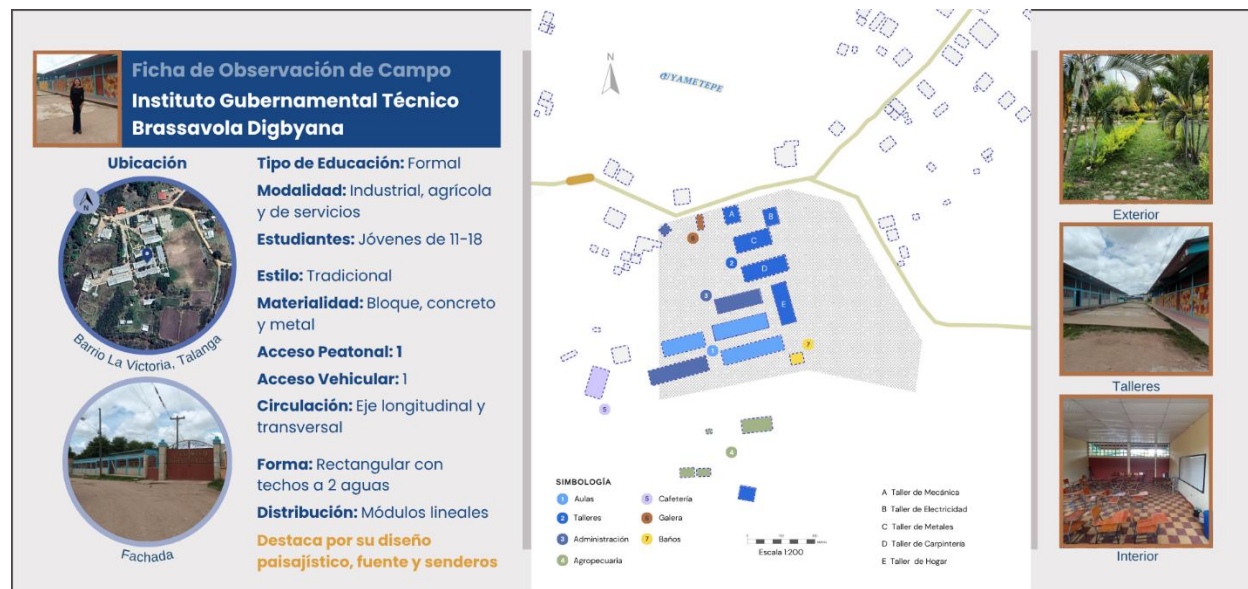 Ficha de Observación de Campo
Instituto Gubernamental Técnico
Brassavola Digbyana
Ubicación
N
Barrio La Victoria, Talanga
Fachada
Tipo de Educación: Formal
Modalidad: Industrial, agrícola
y de servicios
Estudiantes: Jóvenes de 11-18
Estilo: Tradicional
Materialidad: Bloque, concreto
y metal
Acceso Peatonal: 1
Acceso Vehicular: 1
Circulación: Eje longitudinal y
transversal
Forma: Rectangular con
techos a 2 aguas
Distribución: Módulos lineales
Destaca por su diseño
paisajístico, fuente y senderos
N
A
B
6
C
2
D
3
E
1
7
5
4
SIMBOLOGÍA
1 Aulas
2 Talleres
3 Administración
4 Agropecuaria
5 Cafetería
6 Galera
7 Baños
Escala 1:200
A Taller de Mecánica
B Taller de Electricidad
C Taller de Metales
D Taller de Carpintería
E Taller de Hogar
Exterior
Talleres
Interior